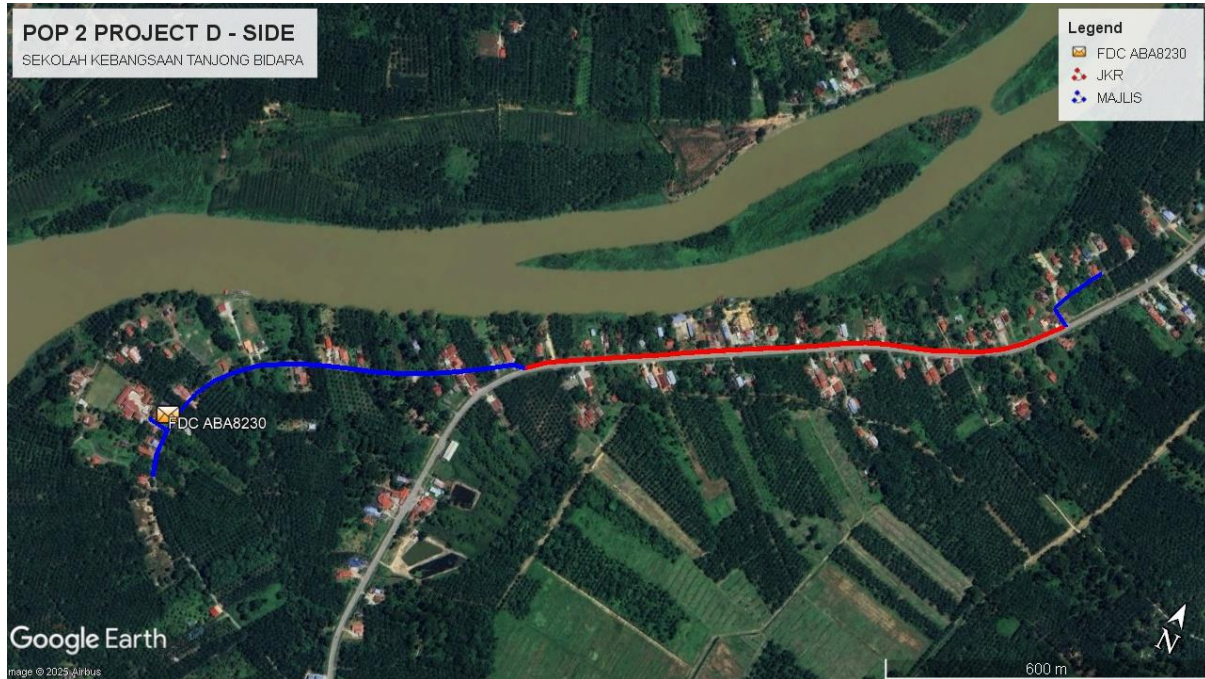 POP 2 PROJECT D - SIDE
SEKOLAH KEBANGSAAN TANJONG BIDARA
Legend
FDC ABA8230
JKR
MAJLIS
FDC ABA8230
Google Earth
mage © 2025 Airbus
600 m
N